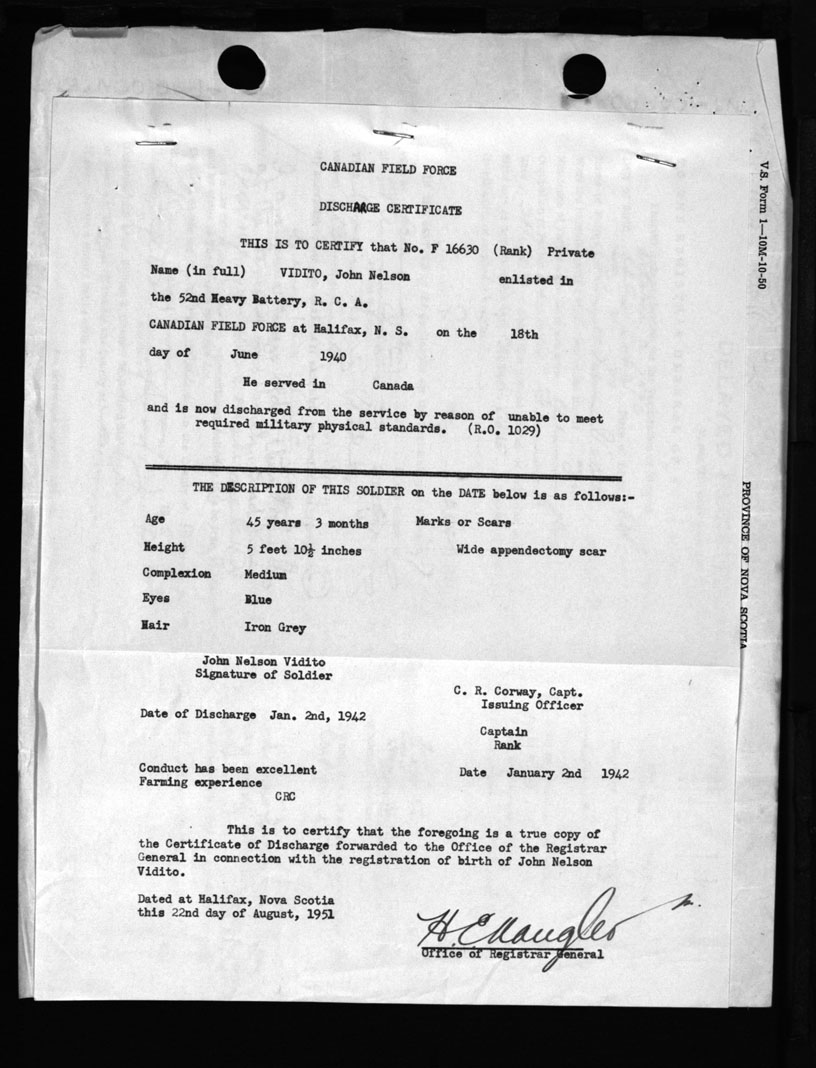 CANADIAN FIELD FORCE
DISCHARGE CERTIFICATE
THIS IS TO CERTIFY that No. F 16630 (Rank) Private
Name (in full) VIDITO, John Nelson enlisted in
the 52nd Heavy Battery, R. C. A.
CANADIAN FIELD FORCE at Halifax, N. S. on the 18th
day of June 1940
He served in Canada
and is now discharged from the service by reason of unable to meet
required military physical standards. (R.O. 1029)
THE DESCRIPTION OF THIS SOLDIER on the DATE below is as follows:-
Age 45 years 3 months Marks or Scars
Height 5 feet 10½ inches Wide appendectomy scar
Complexion Medium
Eyes Blue
Hair Iron Grey
John Nelson Vidito
Signature of Soldier
C. R. Corway, Capt.
Issuing Officer
Date of Discharge Jan. 2nd, 1942
Captain
Rank
Conduct has been excellent
Farming experience
CRC
Date January 2nd 1942
This is to certify that the foregoing is a true copy of
the Certificate of Discharge forwarded to the Office of the Registrar
General in connection with the registration of birth of John Nelson
Vidito.
Dated at Halifax, Nova Scotia
this 22nd day of August, 1951
Office of Registrar General
V.S. Form 1—10M-10-50
PROVINCE OF NOVA SCOTIA